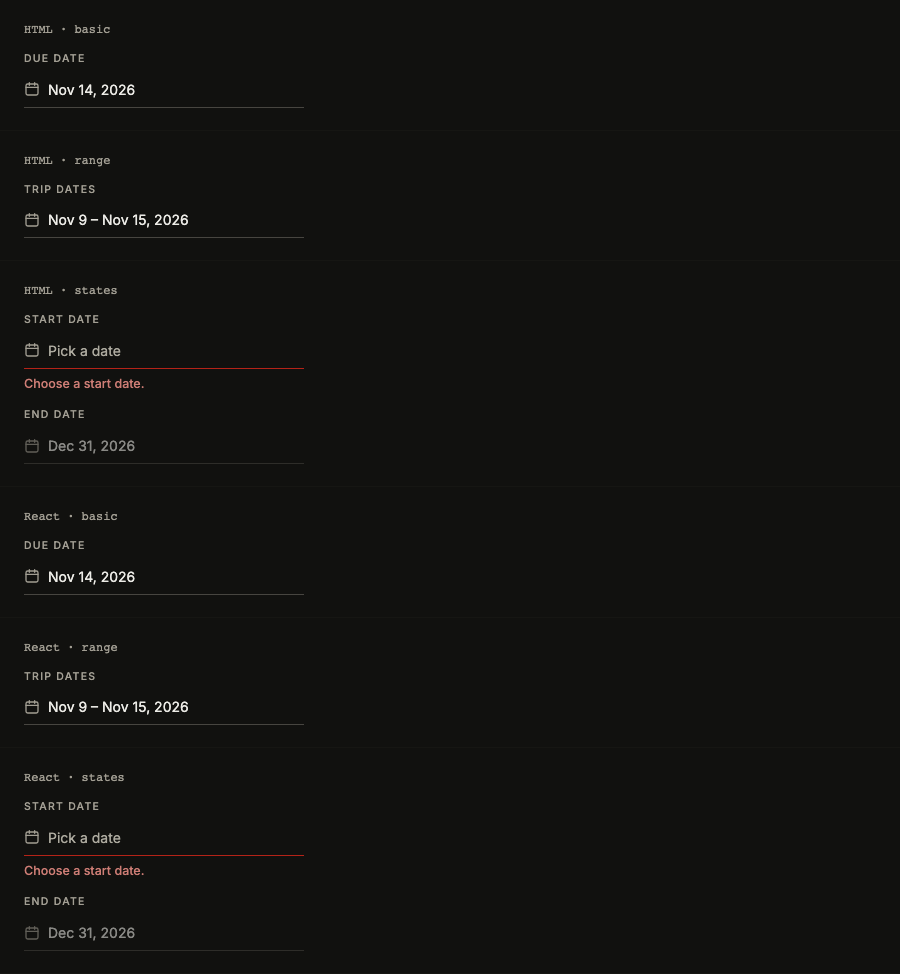 HTML · basic
DUE DATE
Nov 14, 2026
HTML · range
TRIP DATES
Nov 9 – Nov 15, 2026
HTML · states
START DATE
Pick a date
Choose a start date.
END DATE
Dec 31, 2026
React · basic
DUE DATE
Nov 14, 2026
React · range
TRIP DATES
Nov 9 – Nov 15, 2026
React · states
START DATE
Pick a date
Choose a start date.
END DATE
Dec 31, 2026